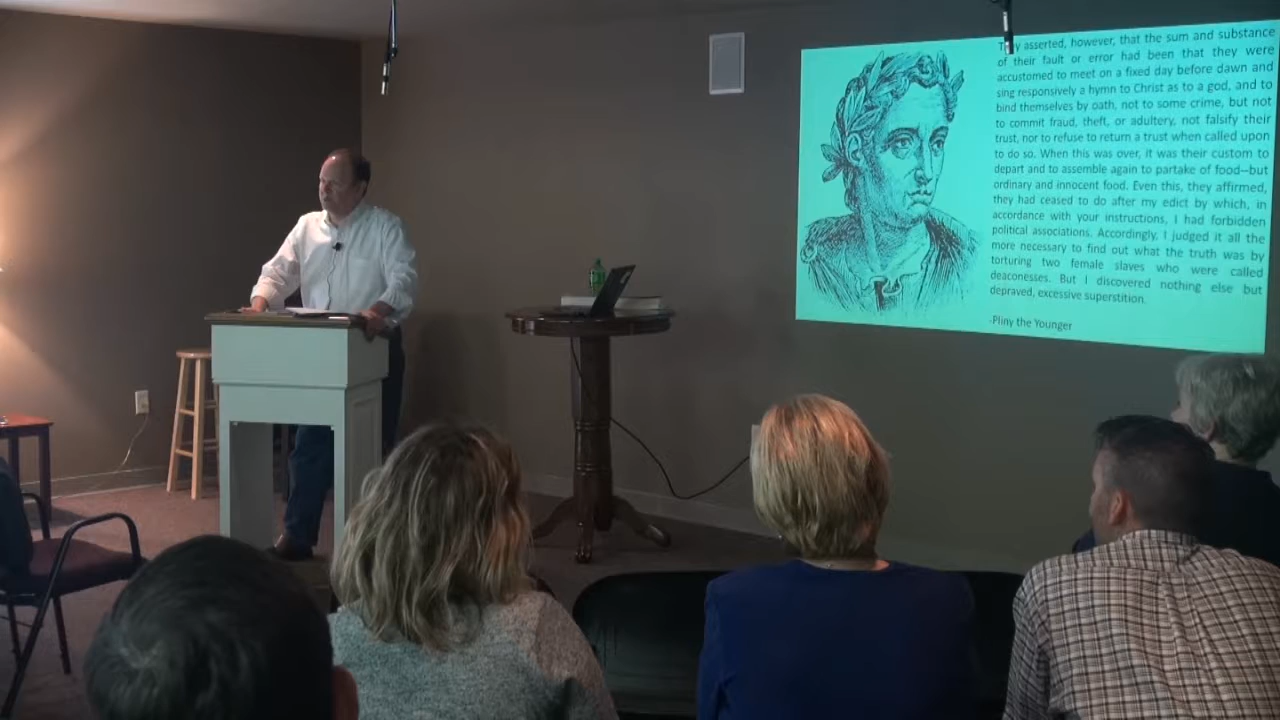 They asserted, however, that the sum and substance
of their fault or error had been that they were
accustomed to meet on a fixed day before dawn and
sing responsively a hymn to Christ as to a god, and to
bind themselves by oath, not to some crime, but not
to commit fraud, theft, or adultery, not falsify their
trust, nor to refuse to return a trust when called upon
to do so. When this was over, it was their custom to
depart and to assemble again to partake of food--but
ordinary and innocent food. Even this, they affirmed,
they had ceased to do after my edict by which, in
accordance with your instructions, I had forbidden
political associations. Accordingly, I judged it all the
more necessary to find out what the truth was by
torturing two female slaves who were called
deaconesses. But I discovered nothing else but
depraved, excessive superstition.
-Pliny the Younger